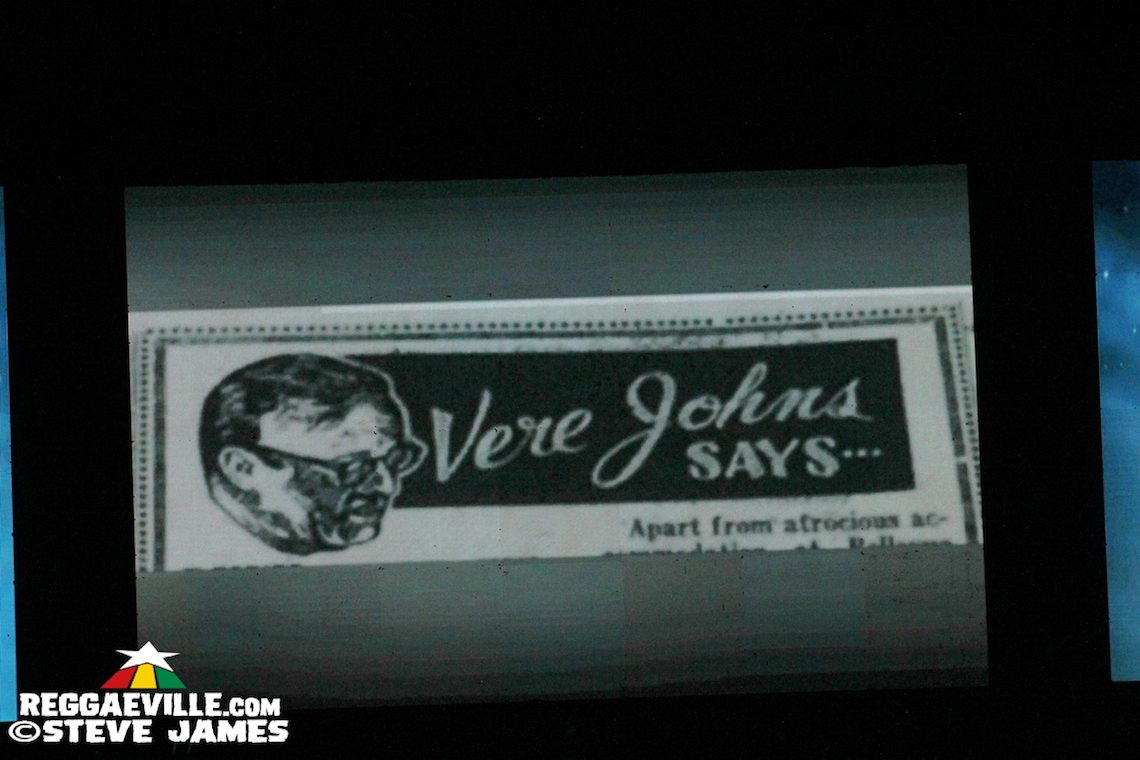 Vere Johns
SAYS...
Apart from atrocious ac-
REGGAEVILLE.COM
©STEVE JAMES